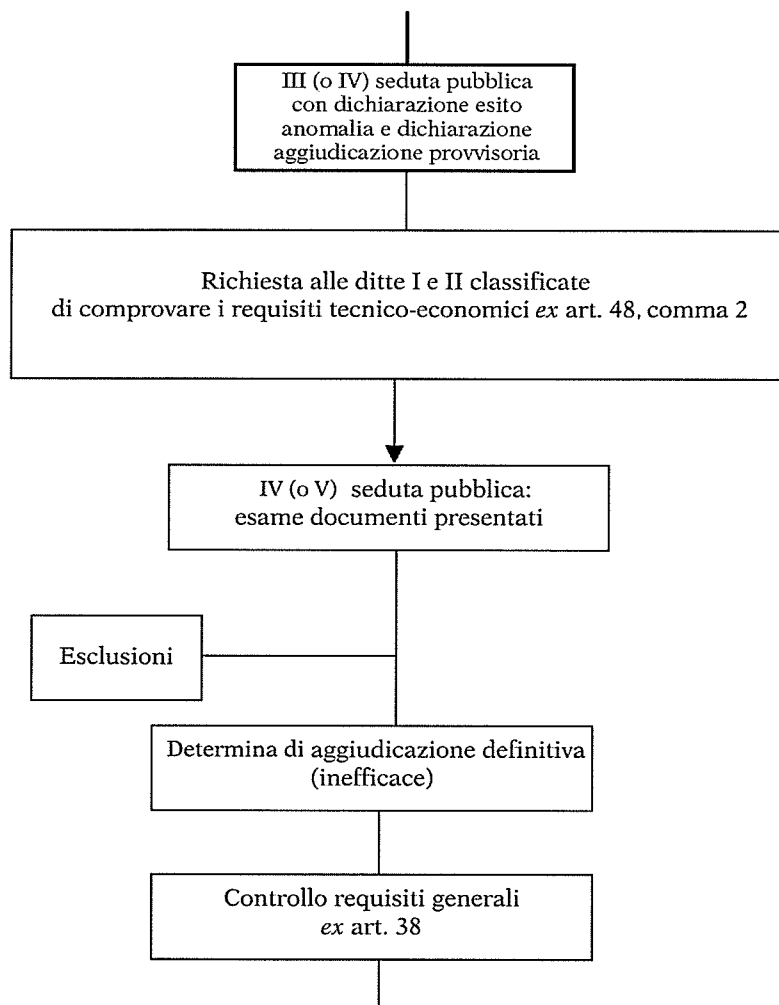 III (o IV) seduta pubblica
con dichiarazione esito
anomalia e dichiarazione
aggiudicazione provvisoria
Richiesta alle ditte I e II classificate
di comprovare i requisiti tecnico-economici ex art. 48, comma 2
IV (o V) seduta pubblica:
esame documenti presentati
Esclusioni
Determina di aggiudicazione definitiva
(inefficace)
Controllo requisiti generali
ex art. 38